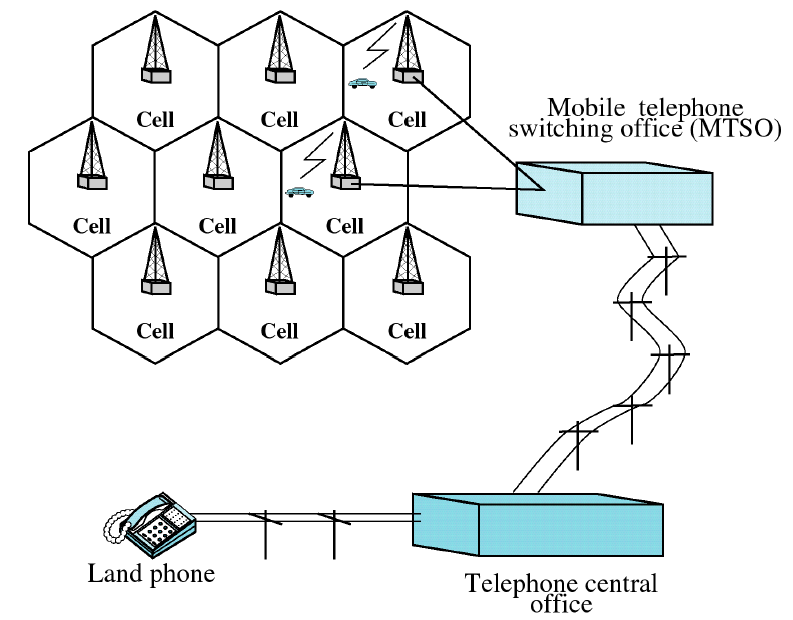 Cell
Cell
Cell
Mobile telephone
switching office (MTSO)
Cell
Cell
Cell
Cell
Cell
Cell
Land phone
Telephone central
office